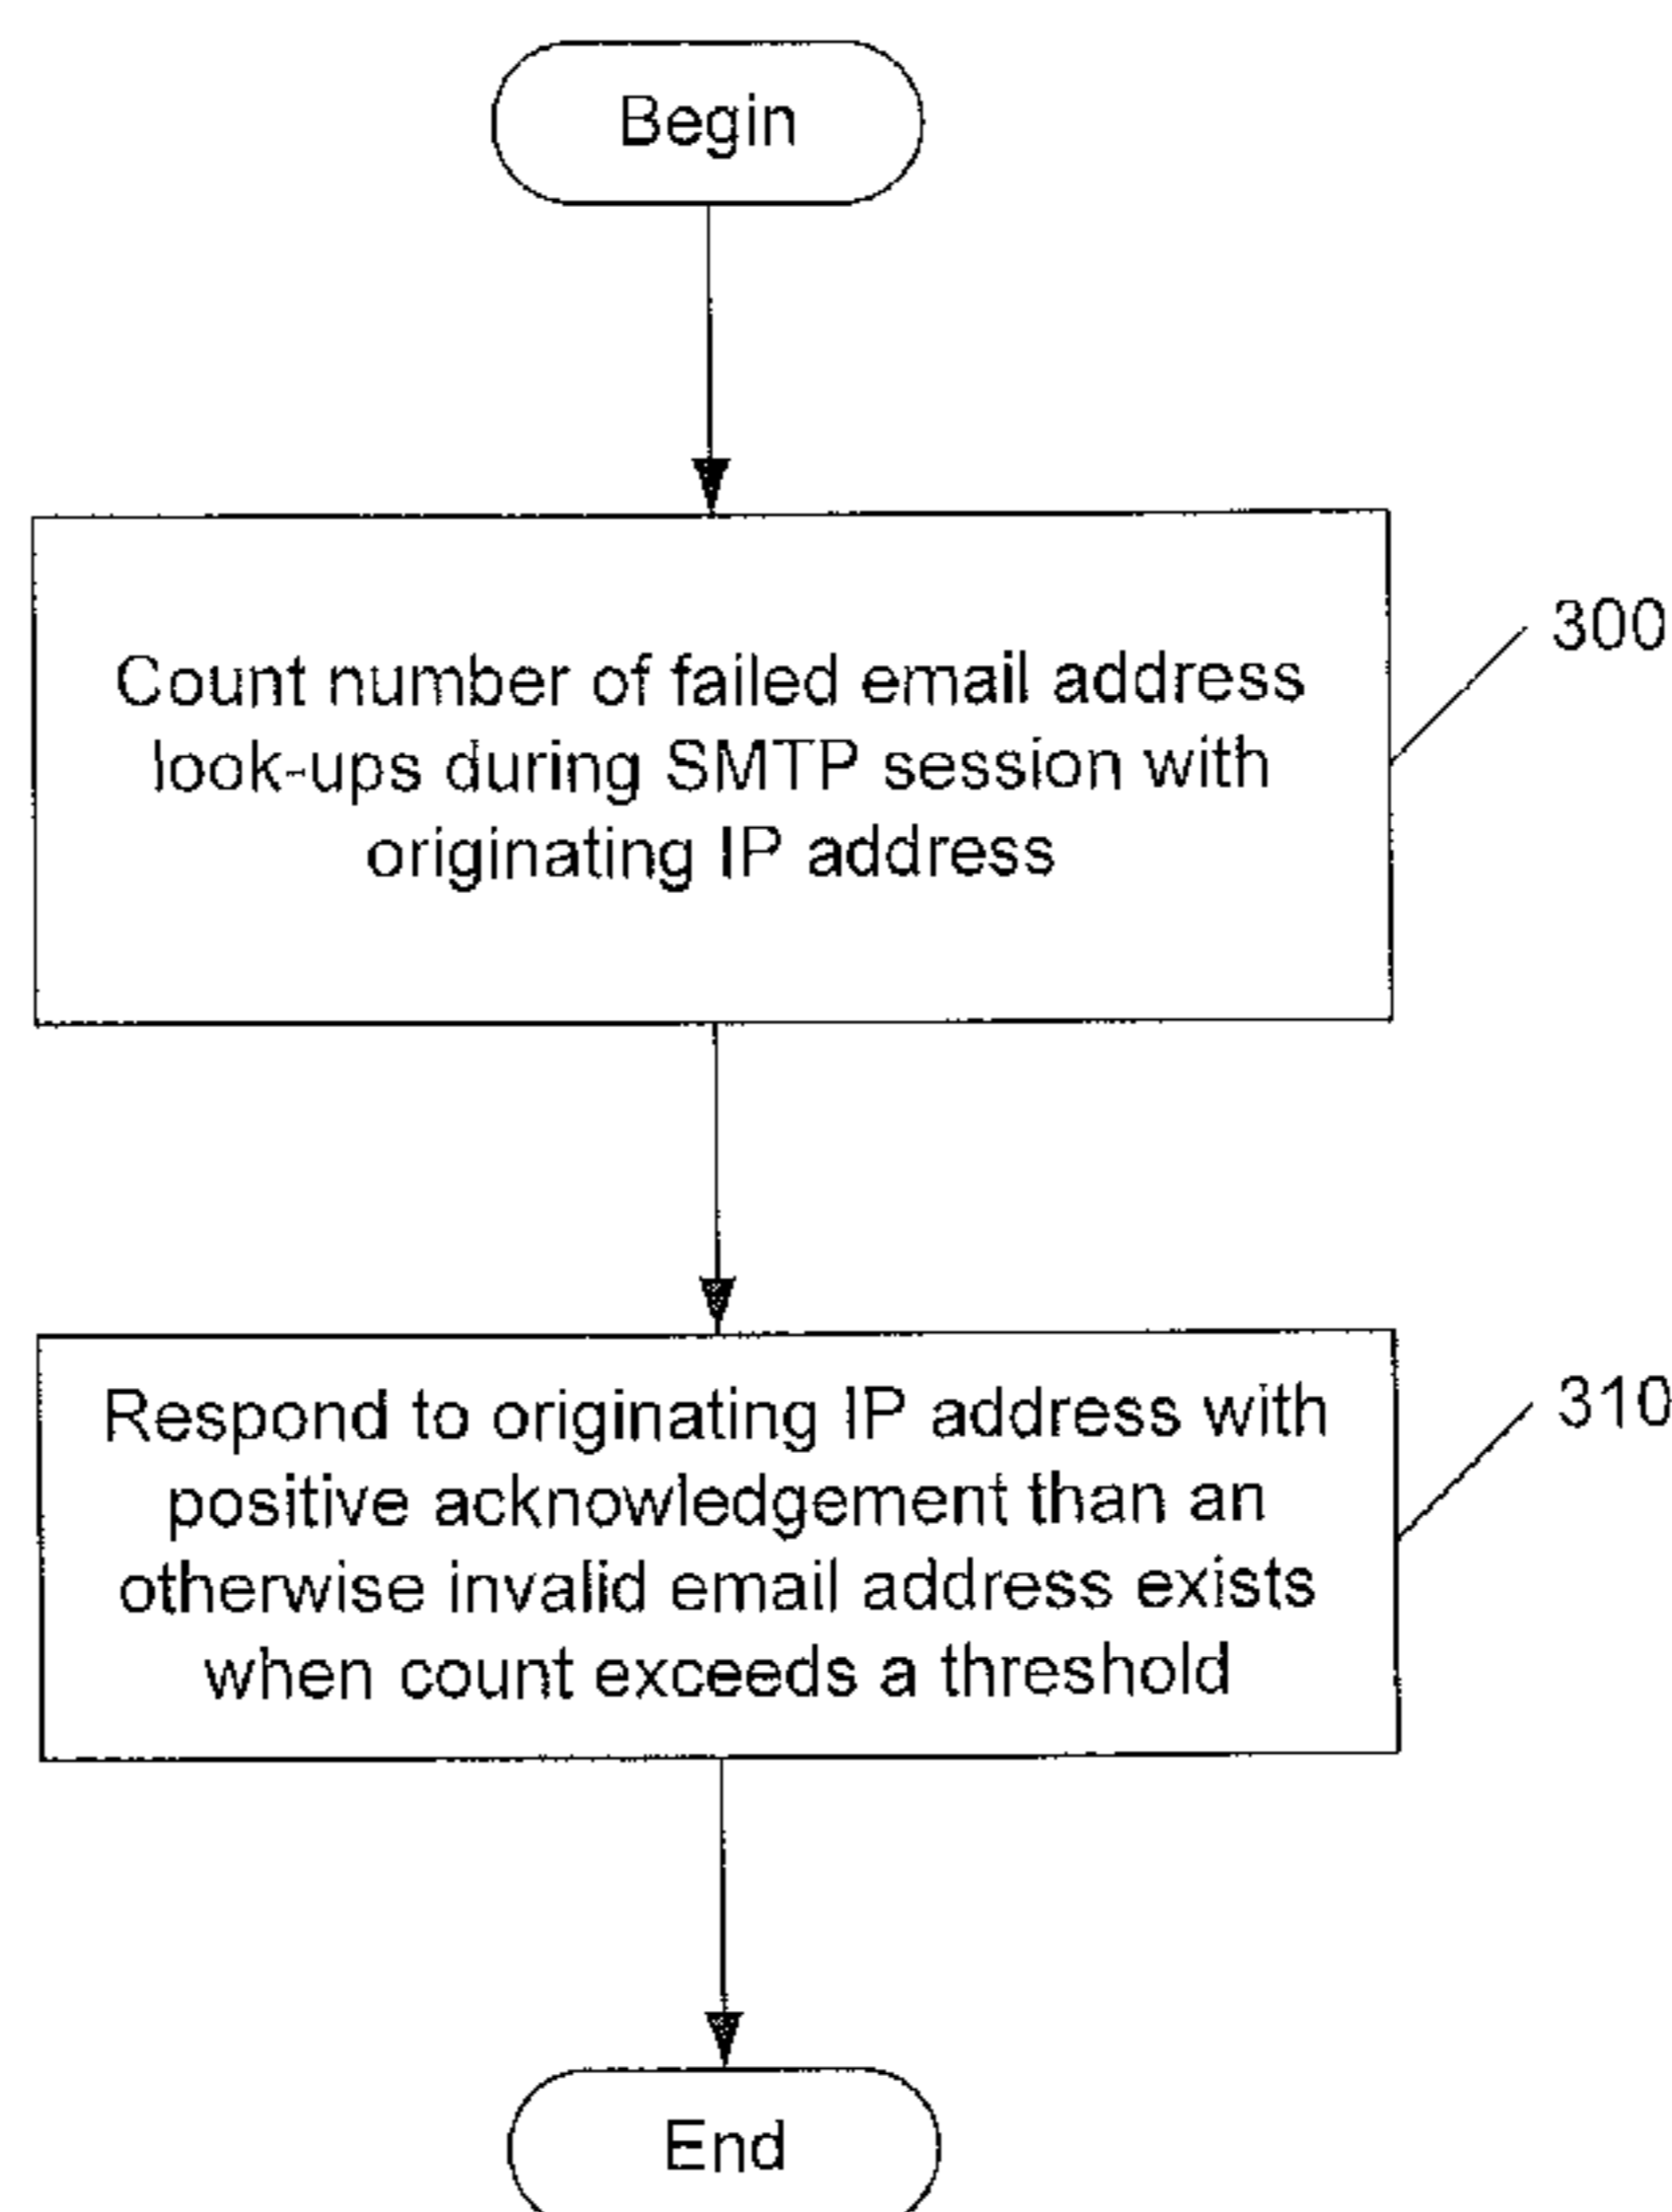 Begin
Count number of failed email address
look-ups during SMTP session with
originating IP address
300
Respond to originating IP address with
positive acknowledgement than an
otherwise invalid email address exists
when count exceeds a threshold
310
End